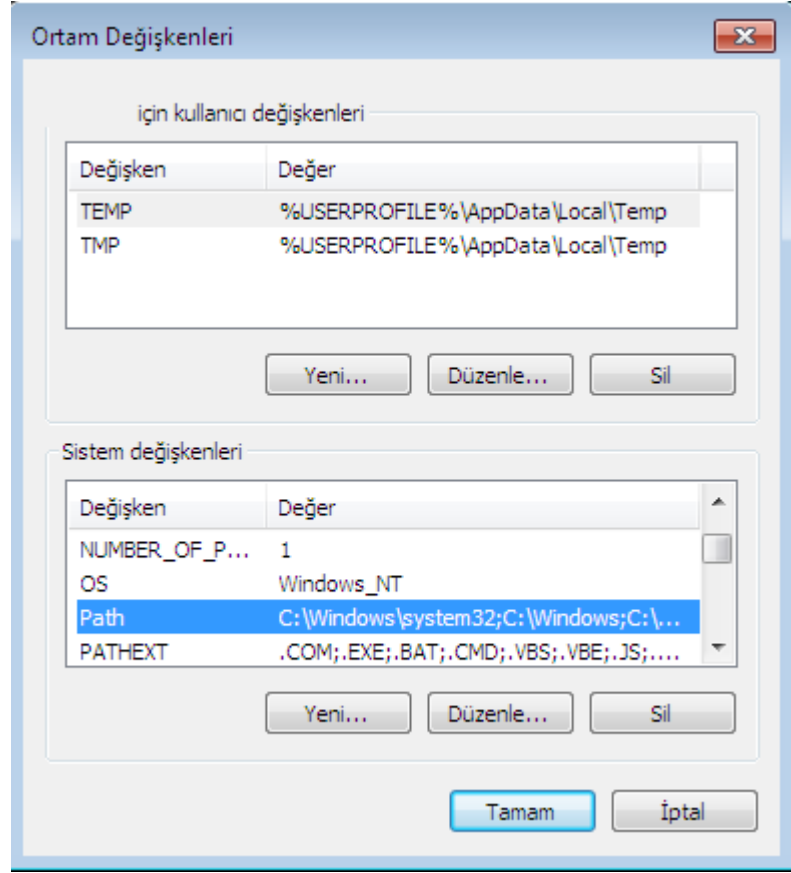 Ortam Değişkenleri
için kullanıcı değişkenleri
Değişken Değer
TEMP %USERPROFILE%\AppData\Local\Temp
TMP %USERPROFILE%\AppData\Local\Temp
Yeni... Düzenle... Sil
Sistem değişkenleri
Değişken Değer
NUMBER_OF_P... 1
OS Windows_NT
Path C:\Windows\system32;C:\Windows;C:\...
PATHEXT .COM;.EXE;.BAT;.CMD;.VBS;.VBE;.JS;....
Yeni... Düzenle... Sil
Tamam İptal